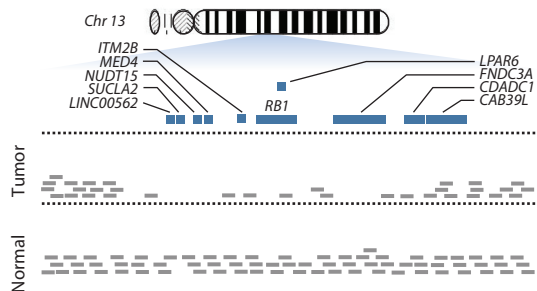 Chr 13
ITM2B
MED4
NUDT15
SUCLA2
LINC00562
RB1
LPAR6
FNDC3A
CDADC1
CAB39L
Tumor
Normal